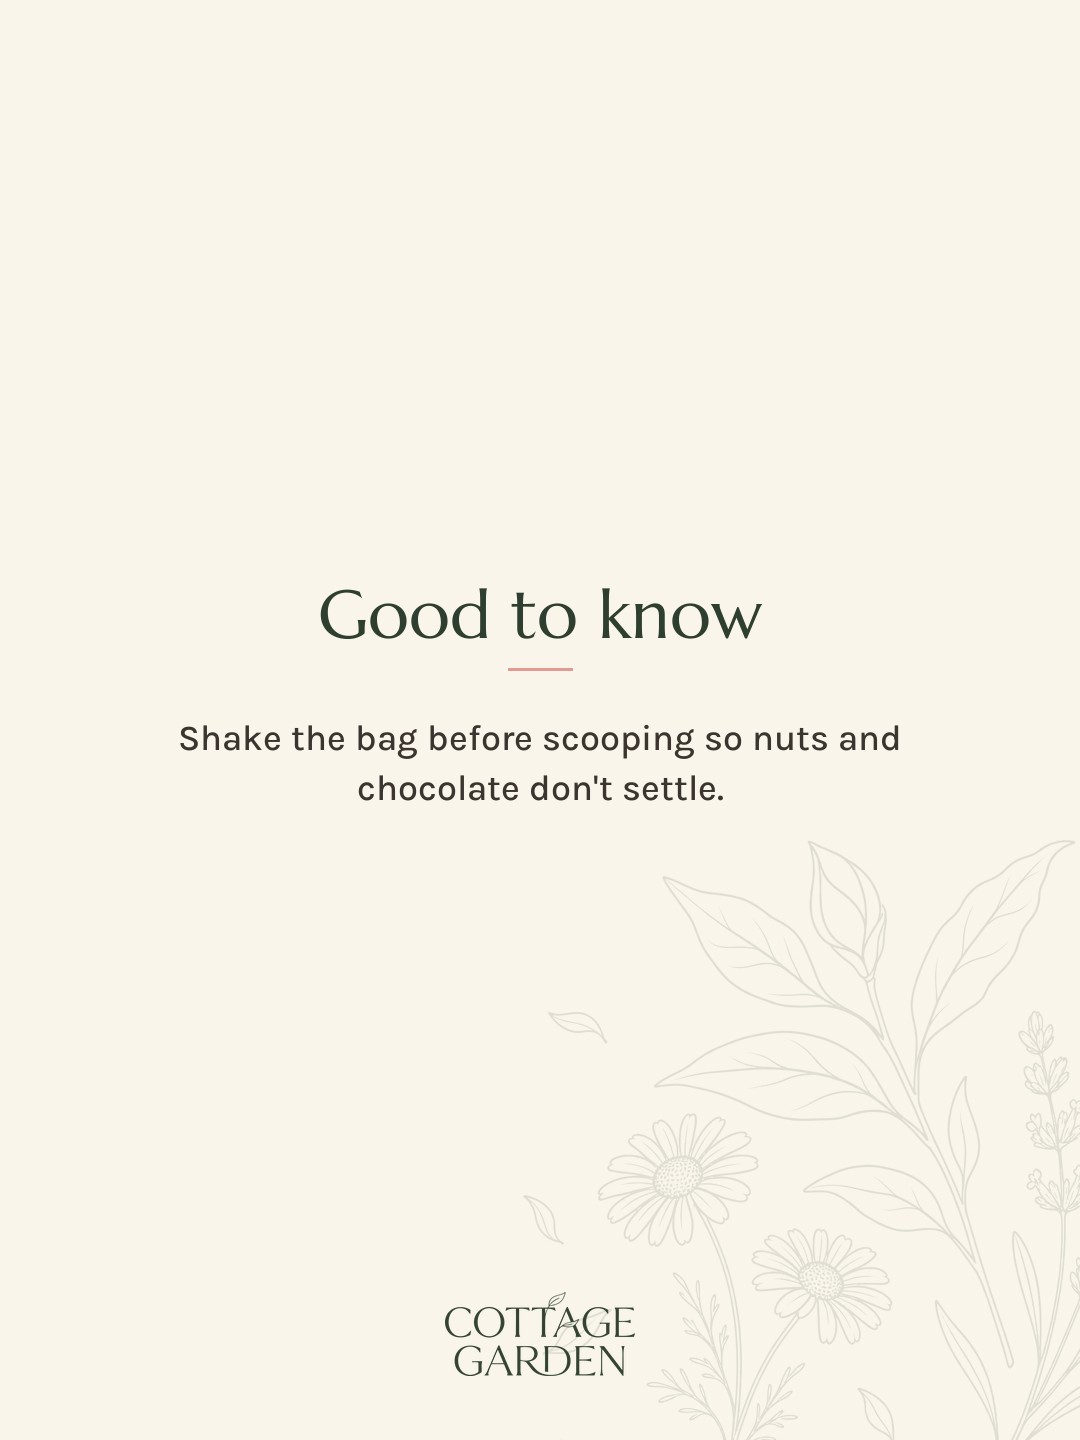 Good to know
Shake the bag before scooping so nuts and
chocolate don't settle.
COTTAGE
GARDEN